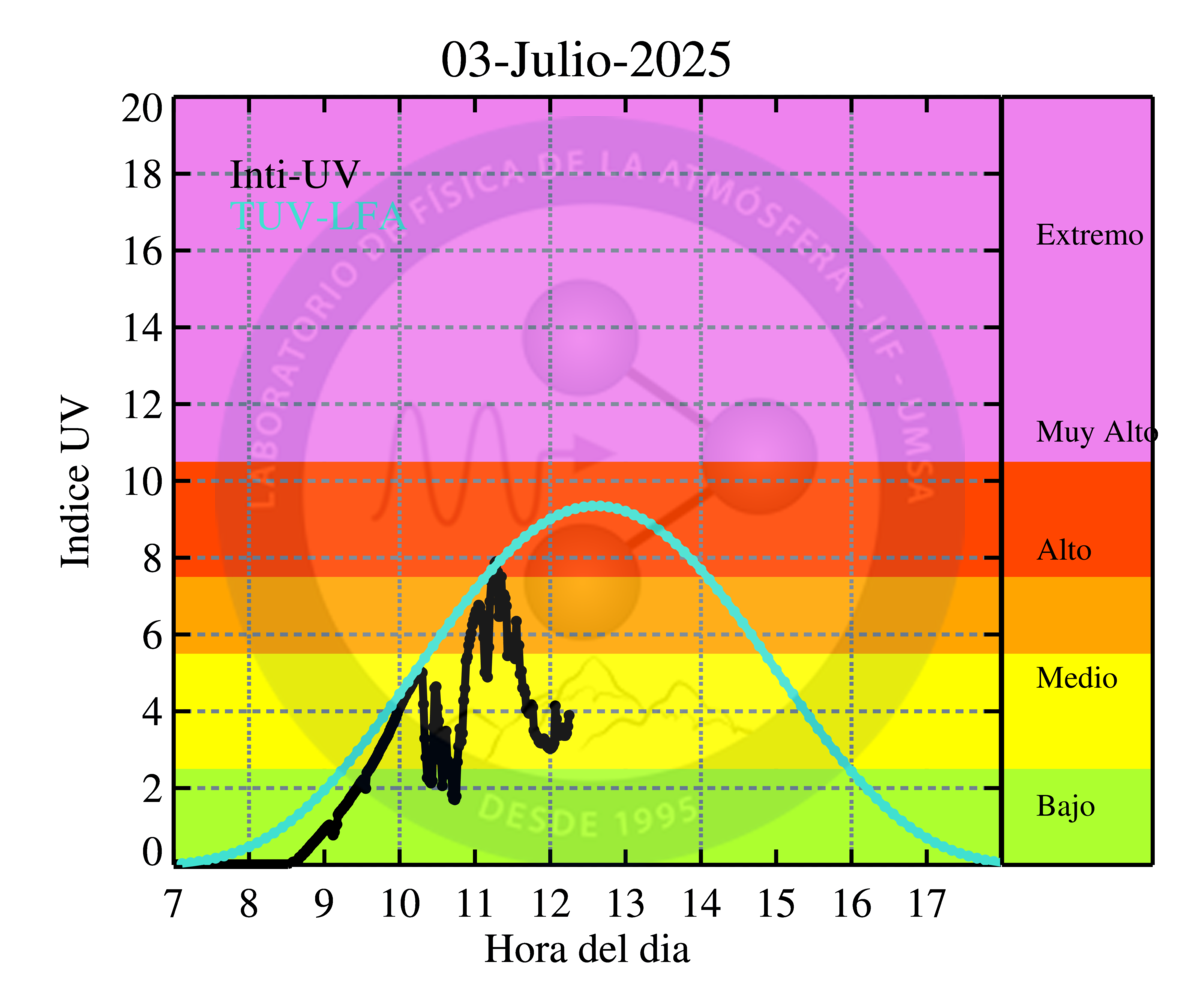 03-Julio-2025
20
18
16
14
12
10
8
6
4
2
0
Indice UV
Inti-UV
TUV-LFA
LABORATORIO DE FÍSICA DE LA ATMÓSFERA - IIF - UMSA
DESDE 1995
Extremo
Muy Alto
Alto
Medio
Bajo
7 8 9 10 11 12 13 14 15 16 17
Hora del dia